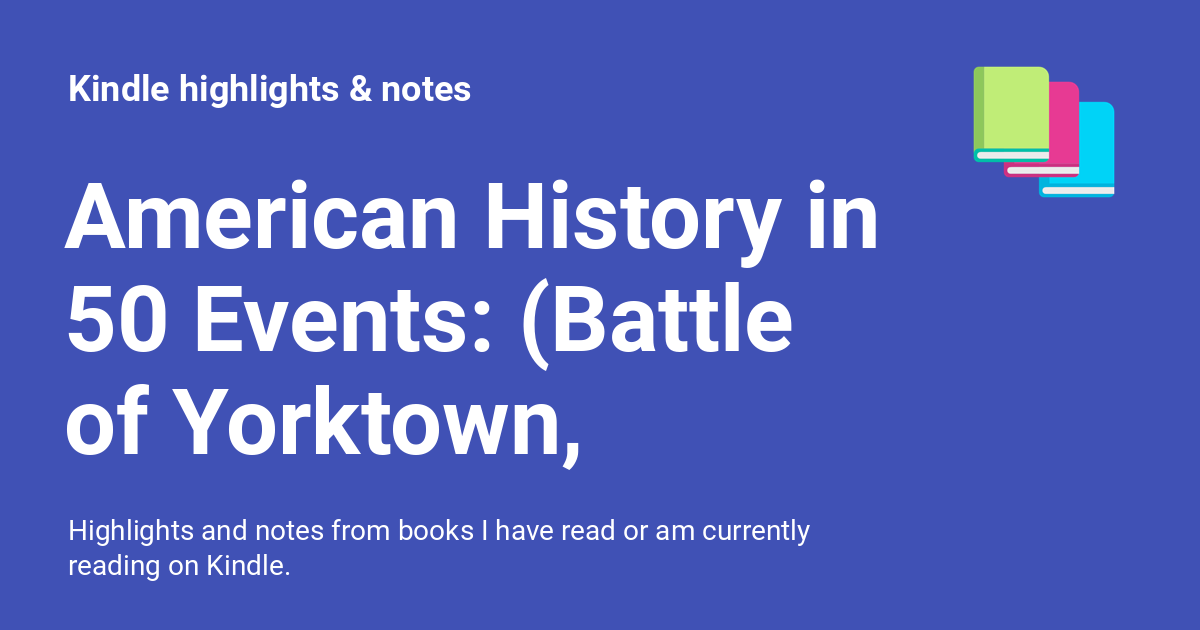 Kindle highlights & notes
American History in
50 Events: (Battle
of Yorktown,
Highlights and notes from books I have read or am currently
reading on Kindle.